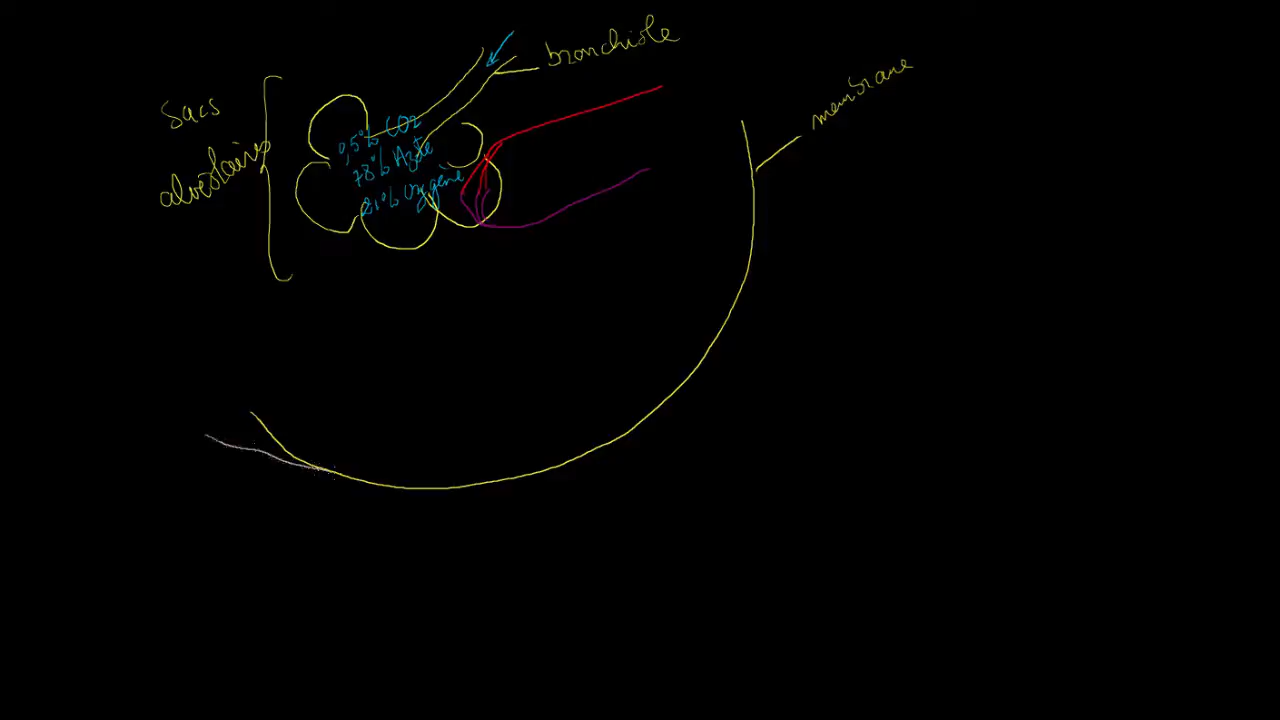 bronchiole
membrane
Sacs
alvéolaires
0,5% CO2
78% Azote
21% Oxygène